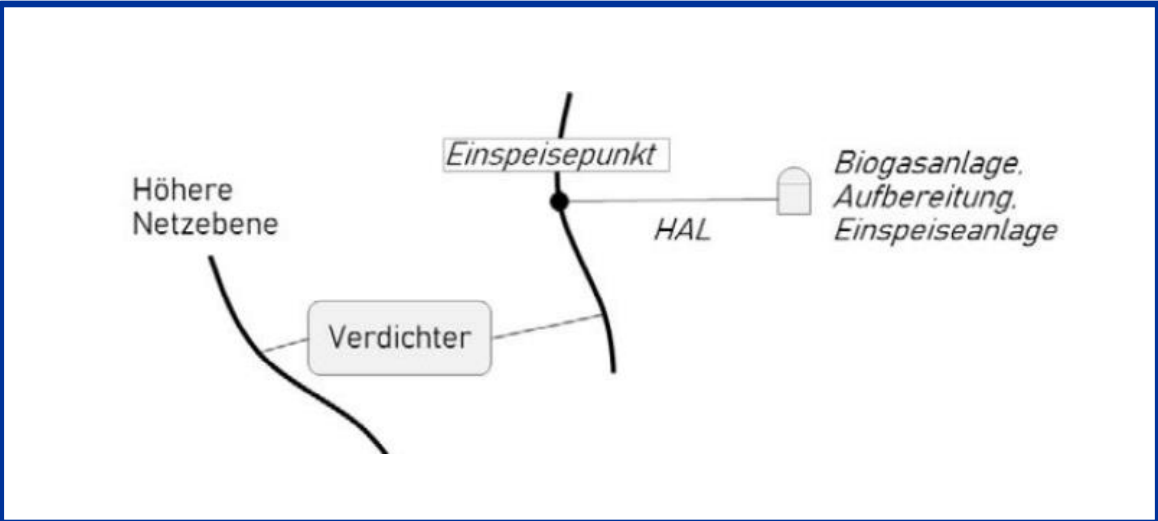 Einspeisepunkt
Höhere
Netzebene
HAL
Biogasanlage,
Aufbereitung,
Einspeiseanlage
Verdichter